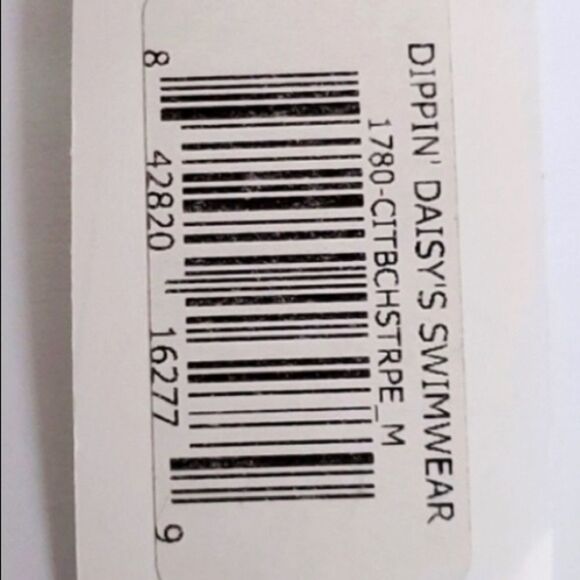 DIPPIN' DAISY'S SWIMWEAR
1780-CITBCHSTRPE_M
8 42820 16277 9